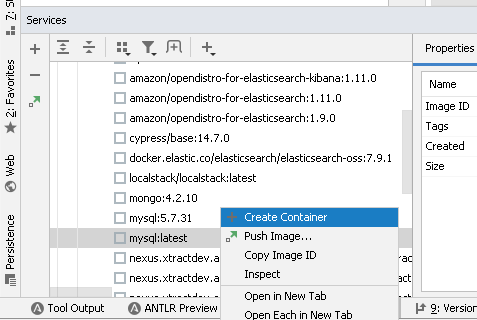 Services
Z: S
2: Favorites
Web
Persistence
amazon/opendistro-for-elasticsearch-kibana:1.11.0
amazon/opendistro-for-elasticsearch:1.11.0
amazon/opendistro-for-elasticsearch:1.9.0
cypress/base:14.7.0
docker.elastic.co/elasticsearch/elasticsearch-oss:7.9.1
localstack/localstack:latest
mongo:4.2.10
mysql:5.7.31
mysql:latest
nexus.xtractdev.a
nexus.xtractdev.a
nexus.xtractdev.a
Create Container
Push Image...
Copy Image ID
Inspect
Open in New Tab
Open Each in New Tab
Properties
Name
Image ID
Tags
Created
Size
Tool Output
ANTLR Preview
9: Version